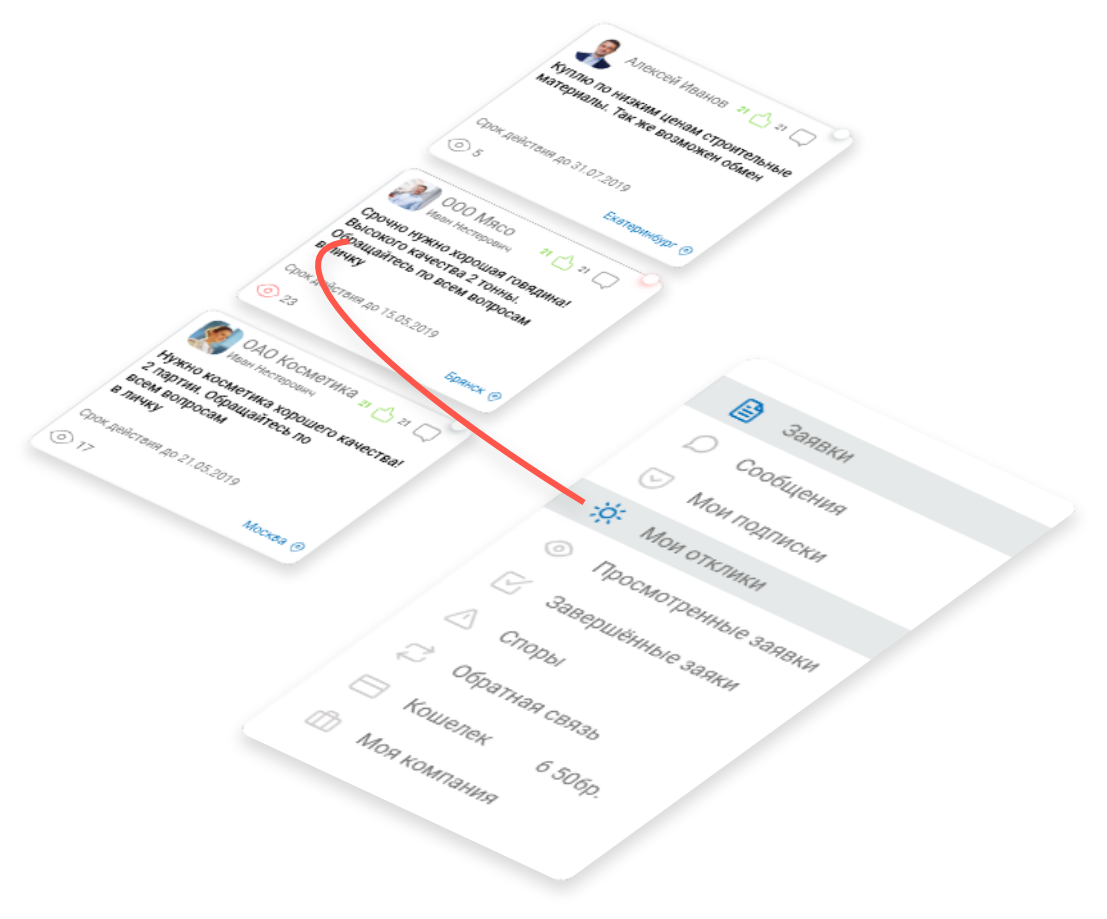 Алексей Иванов
21
21
Куплю по низким ценам строительные
материалы. Так же возможен обмен
Срок действия до 31.07.2019
5
Екатеринбург
ООО Мясо
Иван Нестерович
21
21
Срочно нужно хорошая говядина!
Высокого качества 2 тонны.
Обращайтесь по всем вопросам
в личку
Срок действия до 15.05.2019
23
Брянск
ОАО Косметика
Иван Нестерович
21
21
Нужно косметика хорошего качества!
2 партии. Обращайтесь по
всем вопросам
в личку
Срок действия до 21.05.2019
17
Москва
Заявки
Сообщения
Мои подписки
Мои отклики
Просмотренные заявки
Завершённые заяки
Споры
Обратная связь
Кошелек
6 506р.
Моя компания